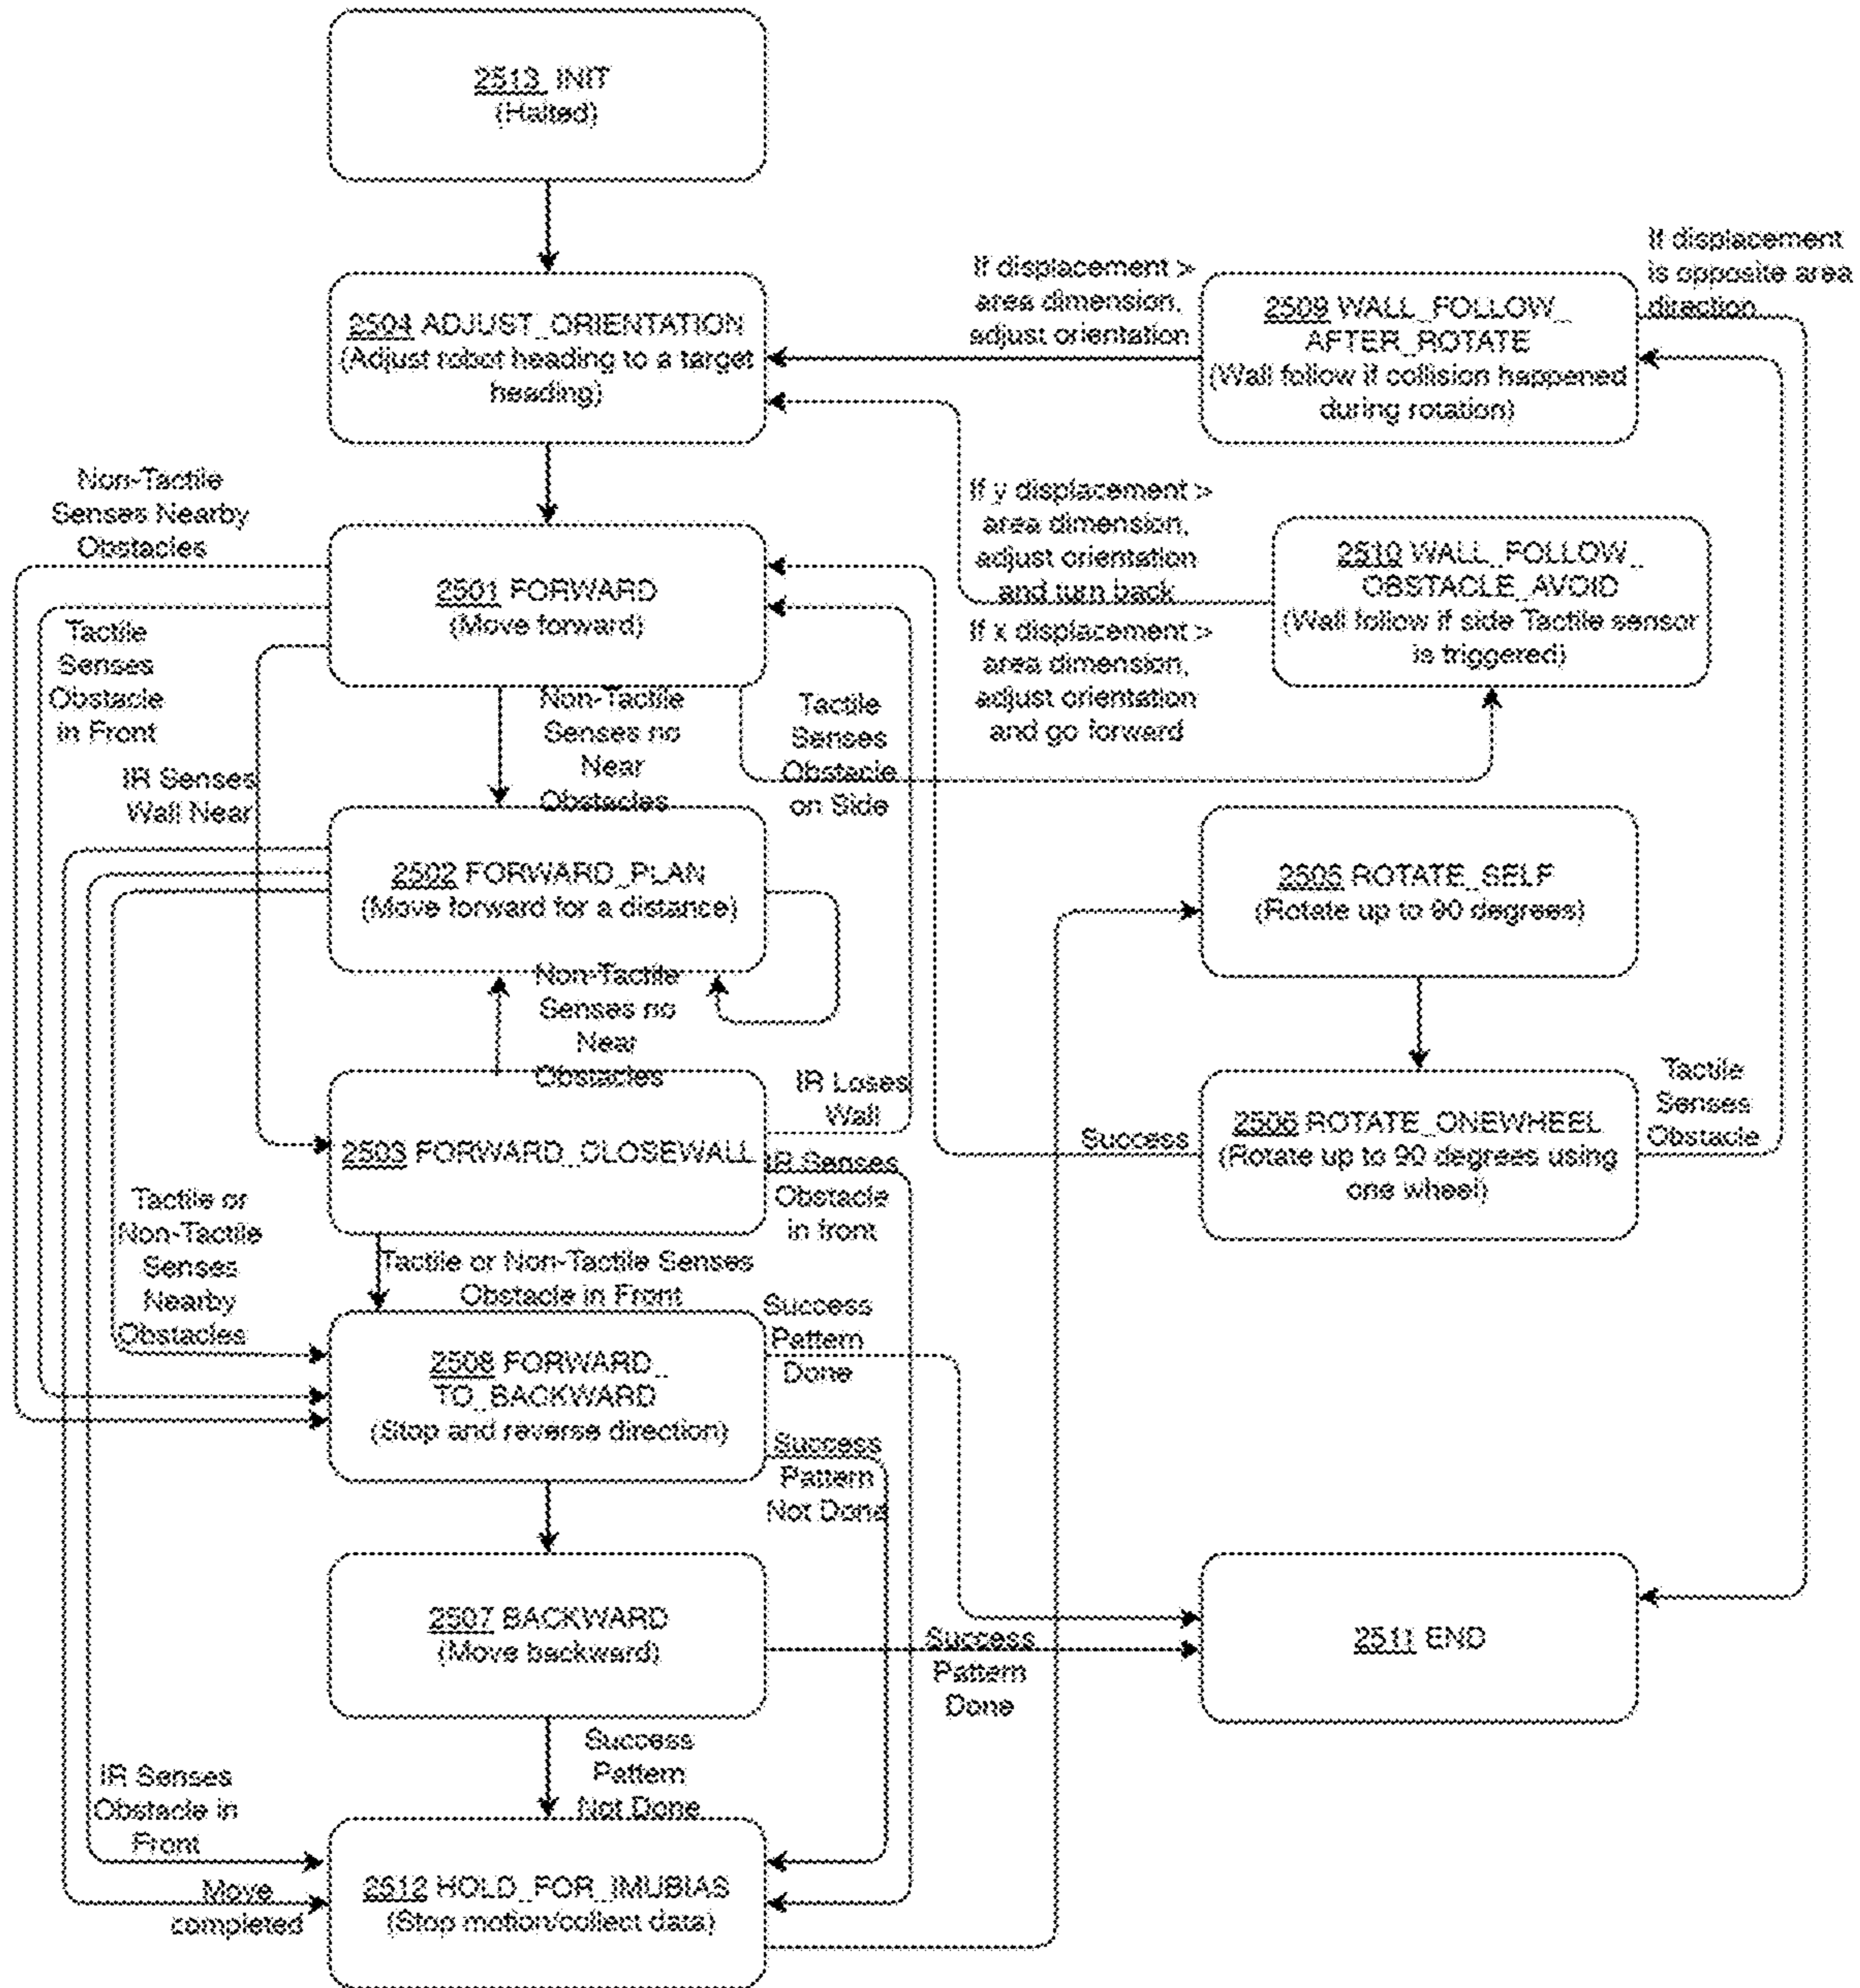 2513 INIT
(Halted)
2504 ADJUST_ORIENTATION
(Adjust robot heading to a target
heading)
If displacement >
area dimension,
adjust orientation
2509 WALL_FOLLOW_
AFTER_ROTATE
(Wall follow if collision happened
during rotation)
If displacement
is opposite area
direction
Non-Tactile
Senses Nearby
Obstacles
2501 FORWARD
(Move forward)
If y displacement >
area dimension,
adjust orientation
and turn back
If x displacement >
area dimension,
adjust orientation
and go forward
2510 WALL_FOLLOW_
OBSTACLE_AVOID
(Wall follow if side Tactile sensor
is triggered)
Tactile
Senses
Obstacle
in Front
Non-Tactile
Senses no
Near
Obstacles
Tactile
Senses
Obstacle
on Side
IR Senses
Wall Near
2502 FORWARD_PLAN
(Move forward for a distance)
2505 ROTATE_SELF
(Rotate up to 90 degrees)
Non-Tactile
Senses no
Near
Obstacles
IR Loses
Wall
2503 FORWARD_CLOSEWALL
IR Senses
Obstacle
in front
Success
2506 ROTATE_ONEWHEEL
(Rotate up to 90 degrees using
one wheel)
Tactile
Senses
Obstacle
Tactile or
Non-Tactile
Senses
Nearby
Obstacles
Tactile or Non-Tactile Senses
Obstacle in Front
2508 FORWARD_
TO_BACKWARD
(Stop and reverse direction)
Success
Pattern
Done
Success
Pattern
Not Done
2507 BACKWARD
(Move backward)
Success
Pattern
Done
2511 END
Success
Pattern
Not Done
IR Senses
Obstacle in
Front
Move
completed
2512 HOLD_FOR_IMUBIAS
(Stop motion/collect data)